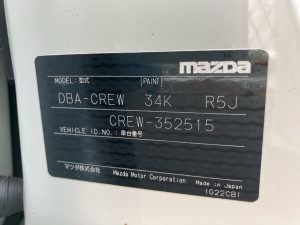 mazda
MODEL: 型式 PAINT
DBA-CREW 34K R5J
CREW-352515
VEHICLE ID.NO.: 車台番号
マツダ株式会社 Mazda Motor Corporation Made in Japan
(G22CB)